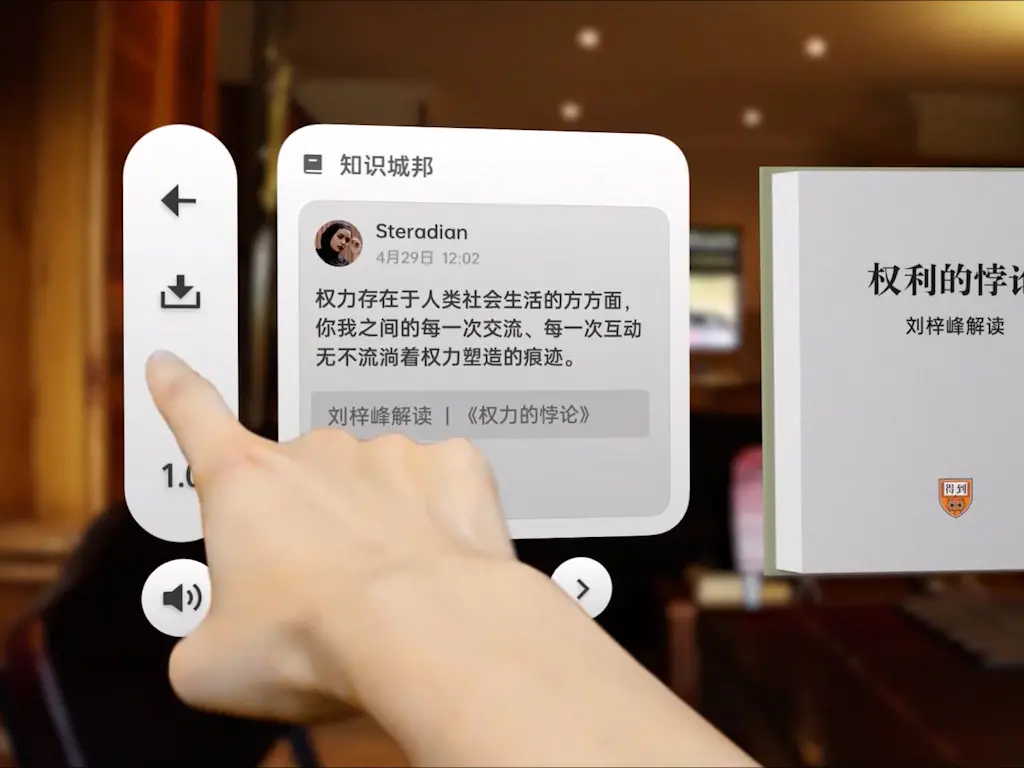 知识城邦
Steradian
4月29日 12:02
权力存在于人类社会生活的方方面，
你我之间的每一次交流、每一次互动
无不流淌着权力塑造的痕迹。
刘梓峰解读 | 《权力的悖论》
1.0
权利的悖论
刘梓峰解读
得到